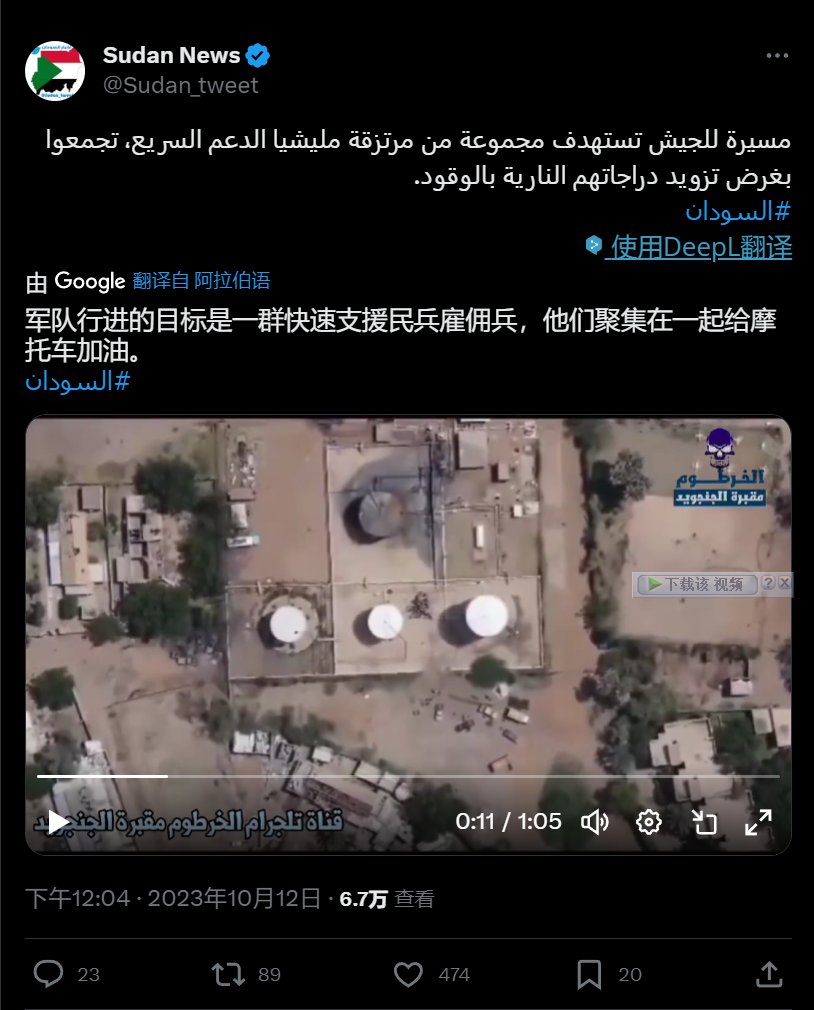 Sudan News
@Sudan_tweet
مسيرة للجيش تستهدف مجموعة من مرتزقة مليشيا الدعم السريع، تجمعوا
بغرض تزويد دراجاتهم النارية بالوقود.
#السودان
使用DeepL翻译
由 Google 翻译自 阿拉伯语
军队行进的目标是一群快速支援民兵雇佣兵，他们聚集在一起给摩
托车加油。
#السودان
الخرطوم
مقبرة الجنجويد
下载该 视频 ? X
قناة تلجرام الخرطوم مقبرة الجنجويد
0:11 / 1:05
下午12:04 · 2023年10月12日 · 6.7万 查看
23 89 474 20